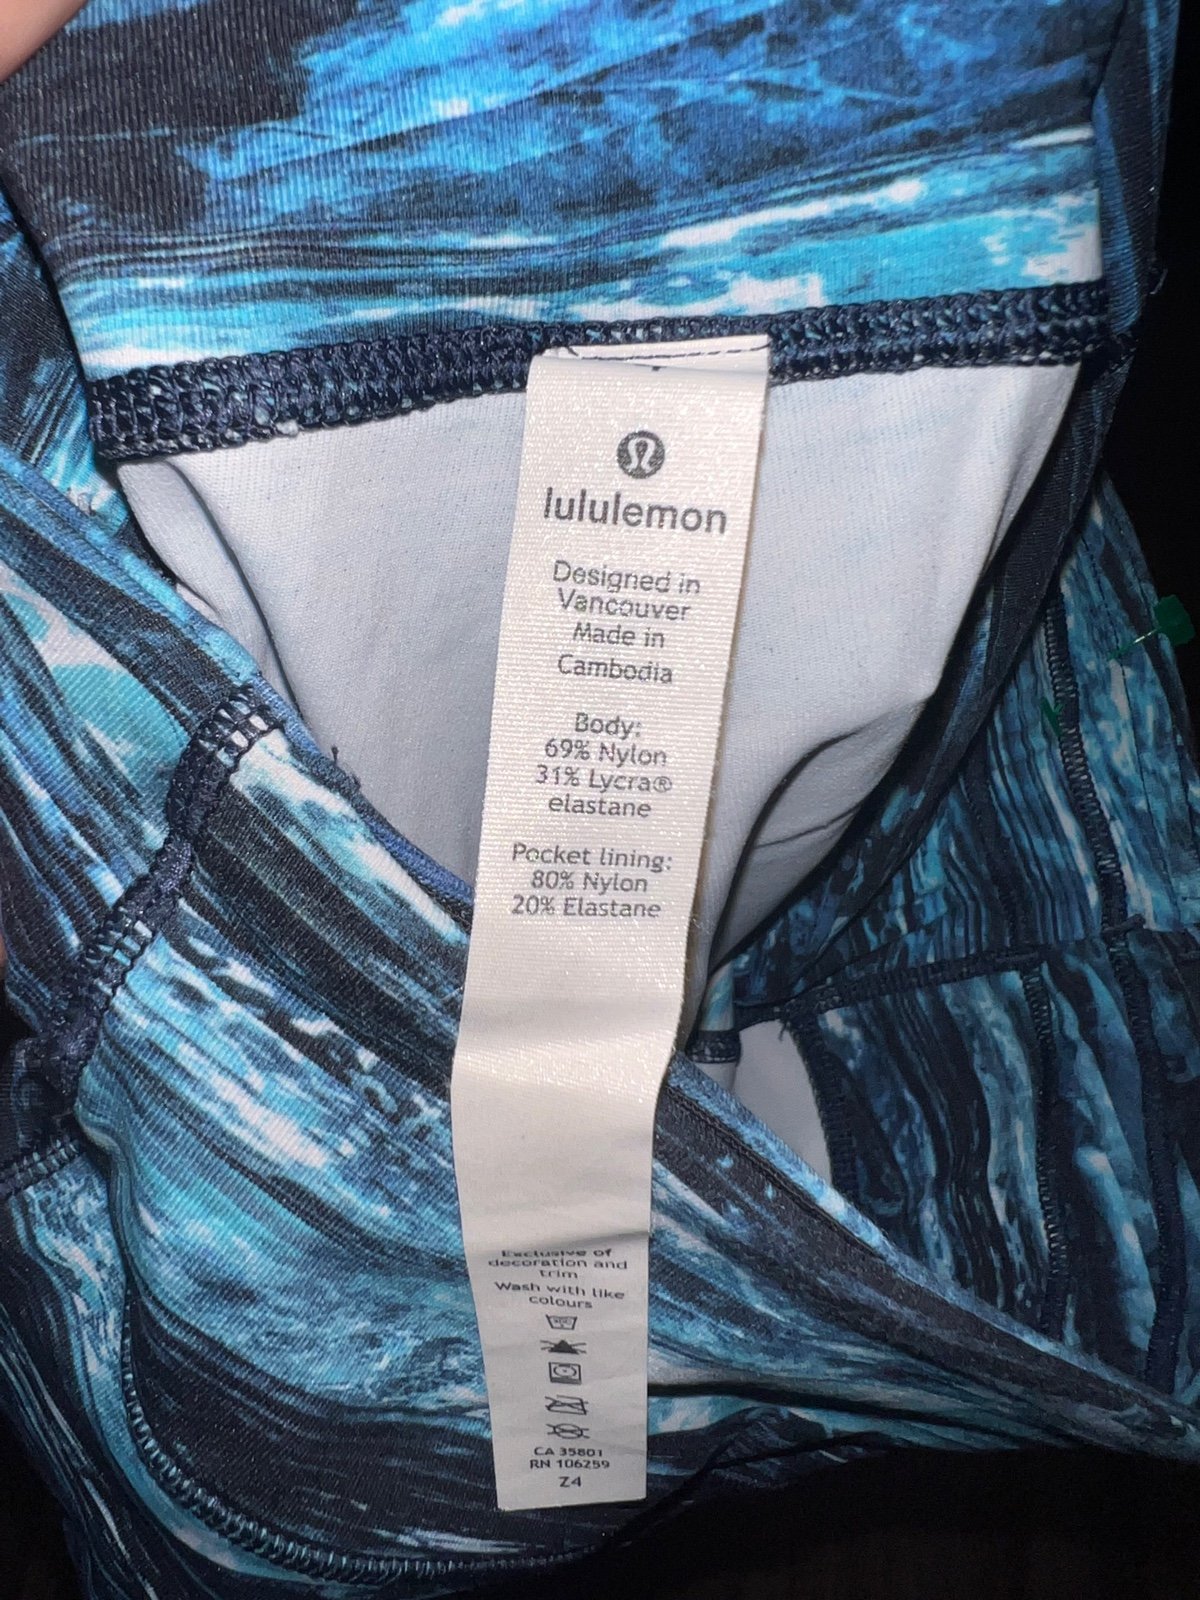 lululemon
Designed in
Vancouver
Made in
Cambodia
Body:
69% Nylon
31% Lycra®
elastane
Pocket lining:
80% Nylon
20% Elastane
Exclusive of
decoration and
trim
Wash with like
colours
CA 35801
RN 106259
Z4